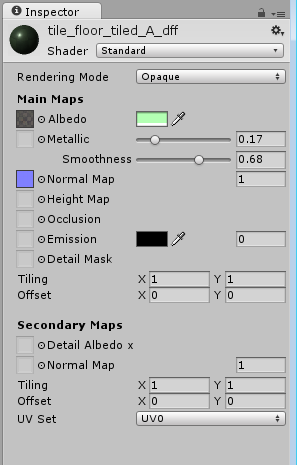 Inspector
tile_floor_tiled_A_dff
Shader Standard
Rendering Mode Opaque
Main Maps
Albedo
Metallic 0.17
Smoothness 0.68
Normal Map 1
Height Map
Occlusion
Emission 0
Detail Mask
Tiling X 1 Y 1
Offset X 0 Y 0
Secondary Maps
Detail Albedo x
Normal Map 1
Tiling X 1 Y 1
Offset X 0 Y 0
UV Set UV0